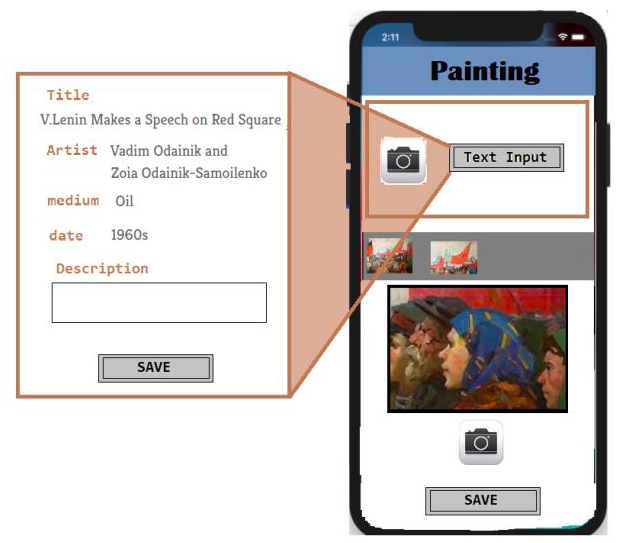 Title
V.Lenin Makes a Speech on Red Square
Artist Vadim Odainik and
Zoia Odainik-Samoilenko
medium Oil
date 1960s
Description
SAVE
2:11
Painting
Text Input
SAVE